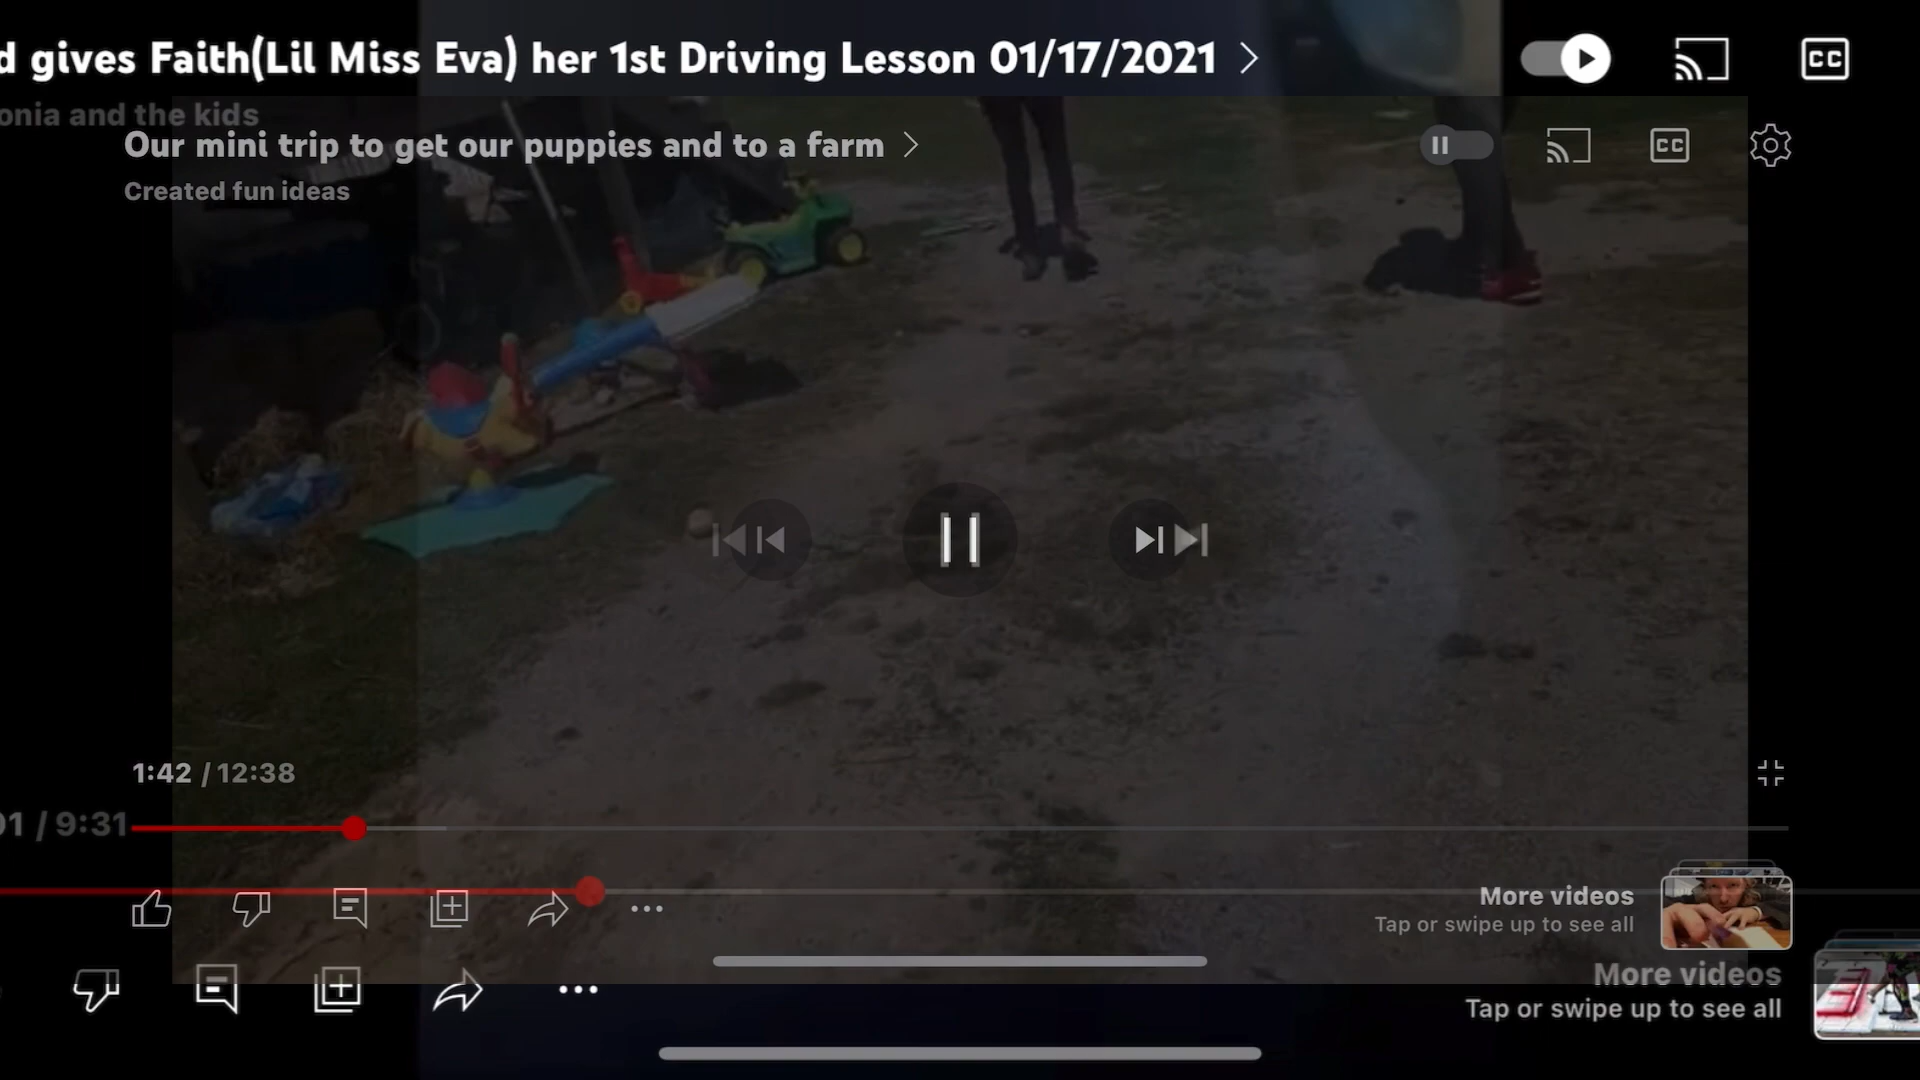 d gives Faith(Lil Miss Eva) her 1st Driving Lesson 01/17/2021
onia and the kids
Our mini trip to get our puppies and to a farm
Created fun ideas
CC
CC
1:42 / 12:38
01 / 9:31
More videos
Tap or swipe up to see all
More videos
Tap or swipe up to see all